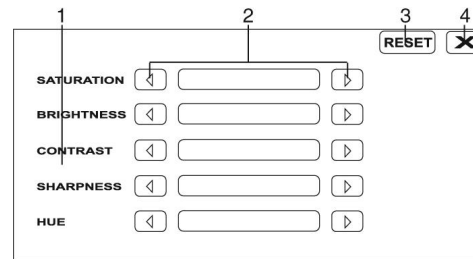 1 2 3 4
RESET X
SATURATION
BRIGHTNESS
CONTRAST
SHARPNESS
HUE